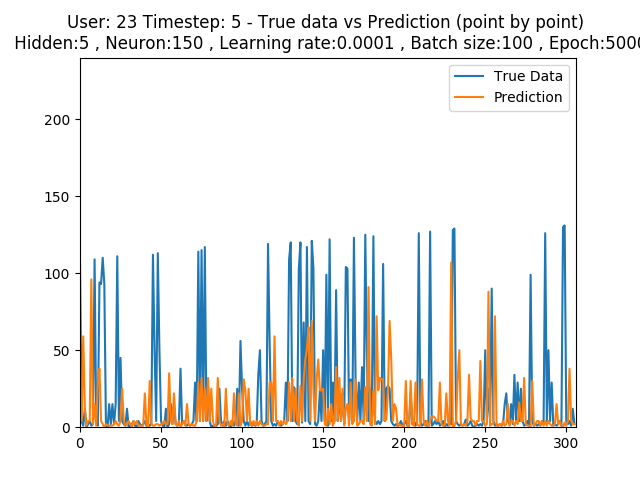 User: 23 Timestep: 5 - True data vs Prediction (point by point)
Hidden:5 , Neuron:150 , Learning rate:0.0001 , Batch size:100 , Epoch:5000
True Data
Prediction
200
150
100
50
0
0 50 100 150 200 250 300